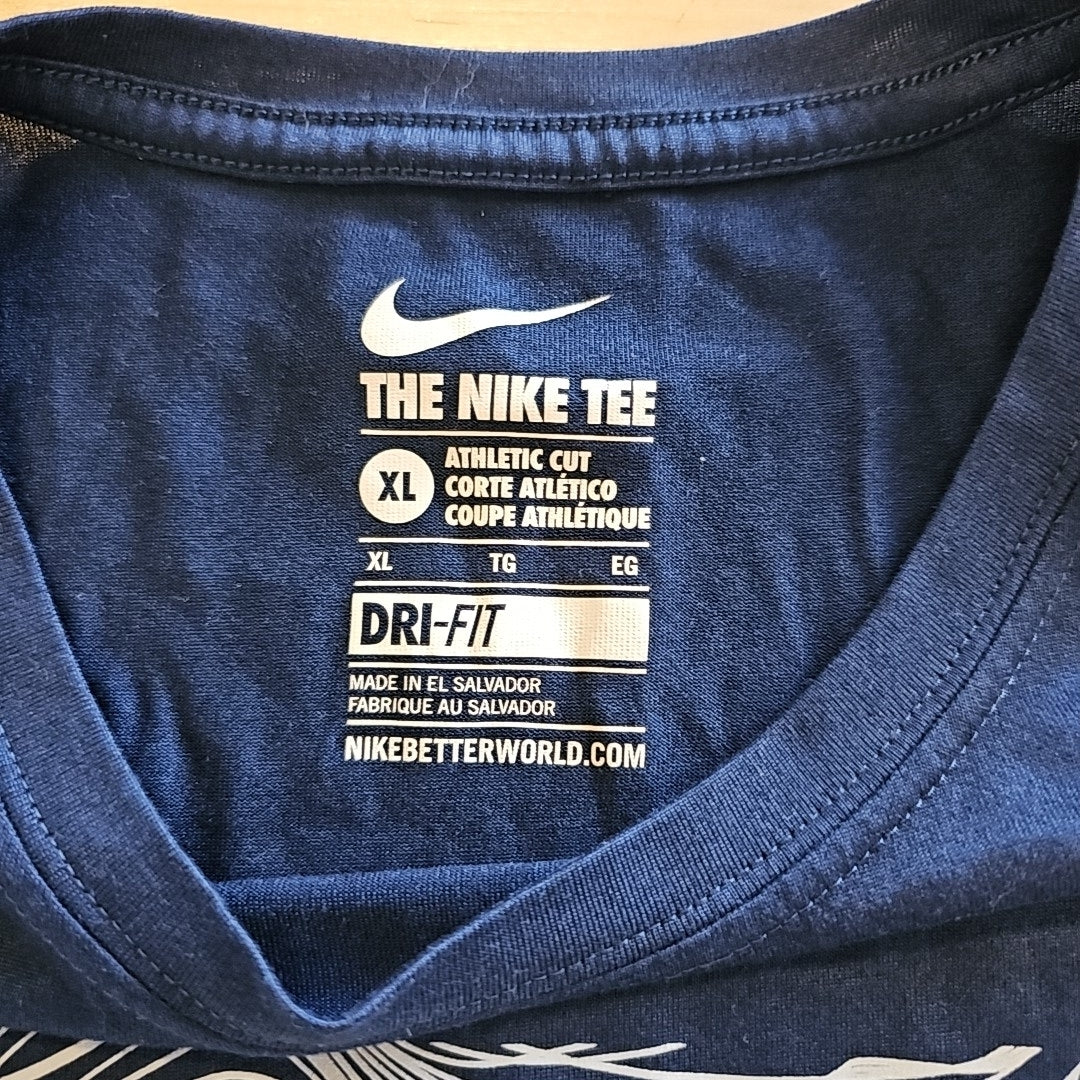 THE NIKE TEE
XL
ATHLETIC CUT
CORTE ATLÉTICO
COUPE ATHLÉTIQUE
XL TG EG
DRI-FIT
MADE IN EL SALVADOR
FABRIQUE AU SALVADOR
NIKEBETTERWORLD.COM